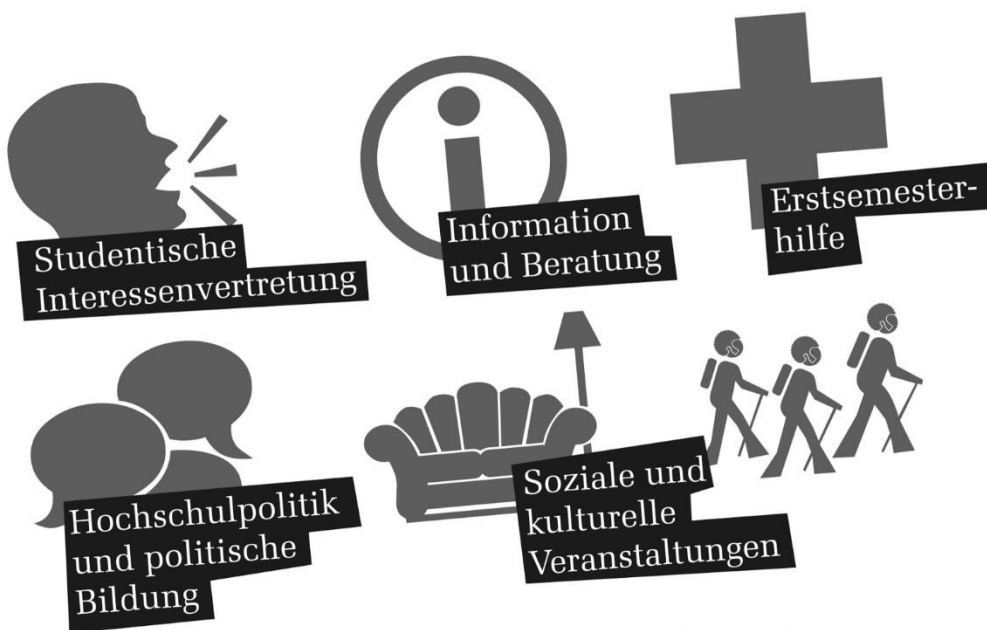 Studentische
Interessenvertretung
Information
und Beratung
Erstsemester-
hilfe
Hochschulpolitik
und politische
Bildung
Soziale und
kulturelle
Veranstaltungen